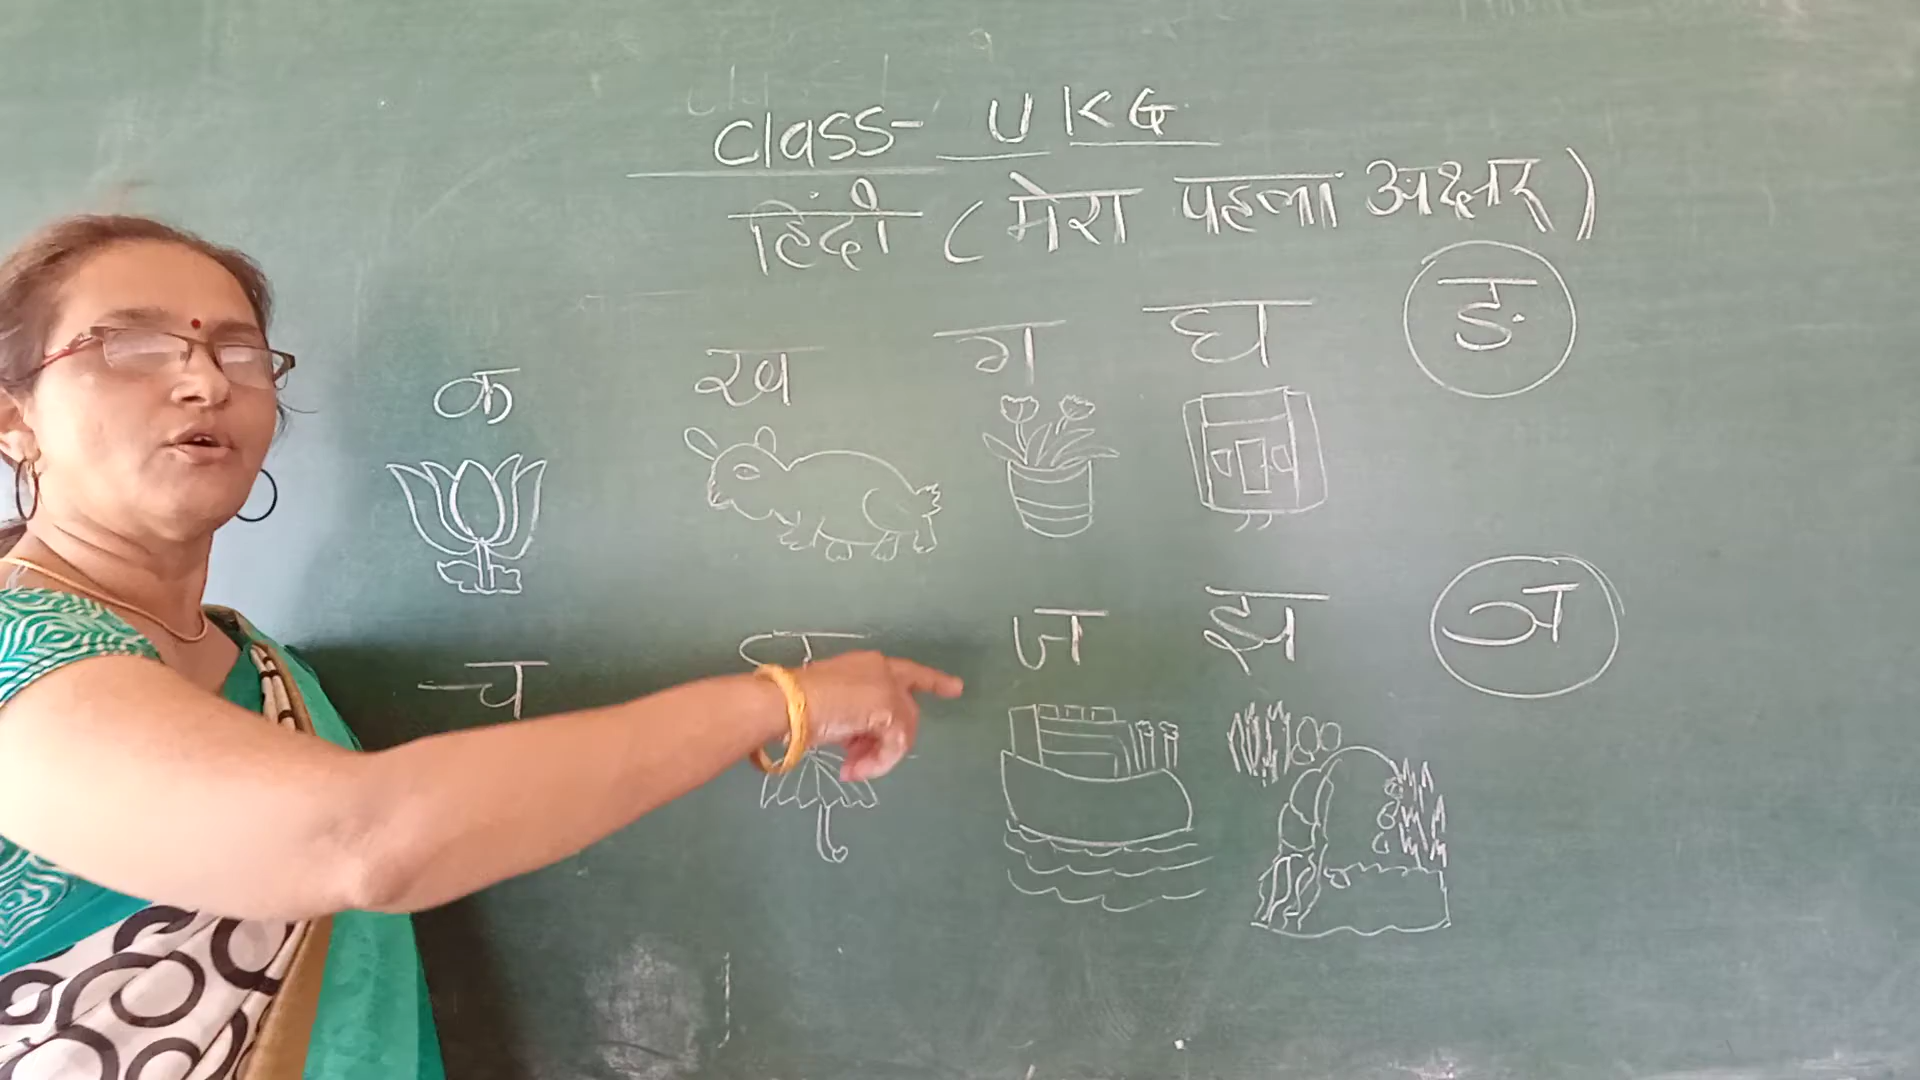 Class- UKG
हिंदी ( मेरा पहला अक्षर )
क ख ग घ ङ
च ज झ ञ